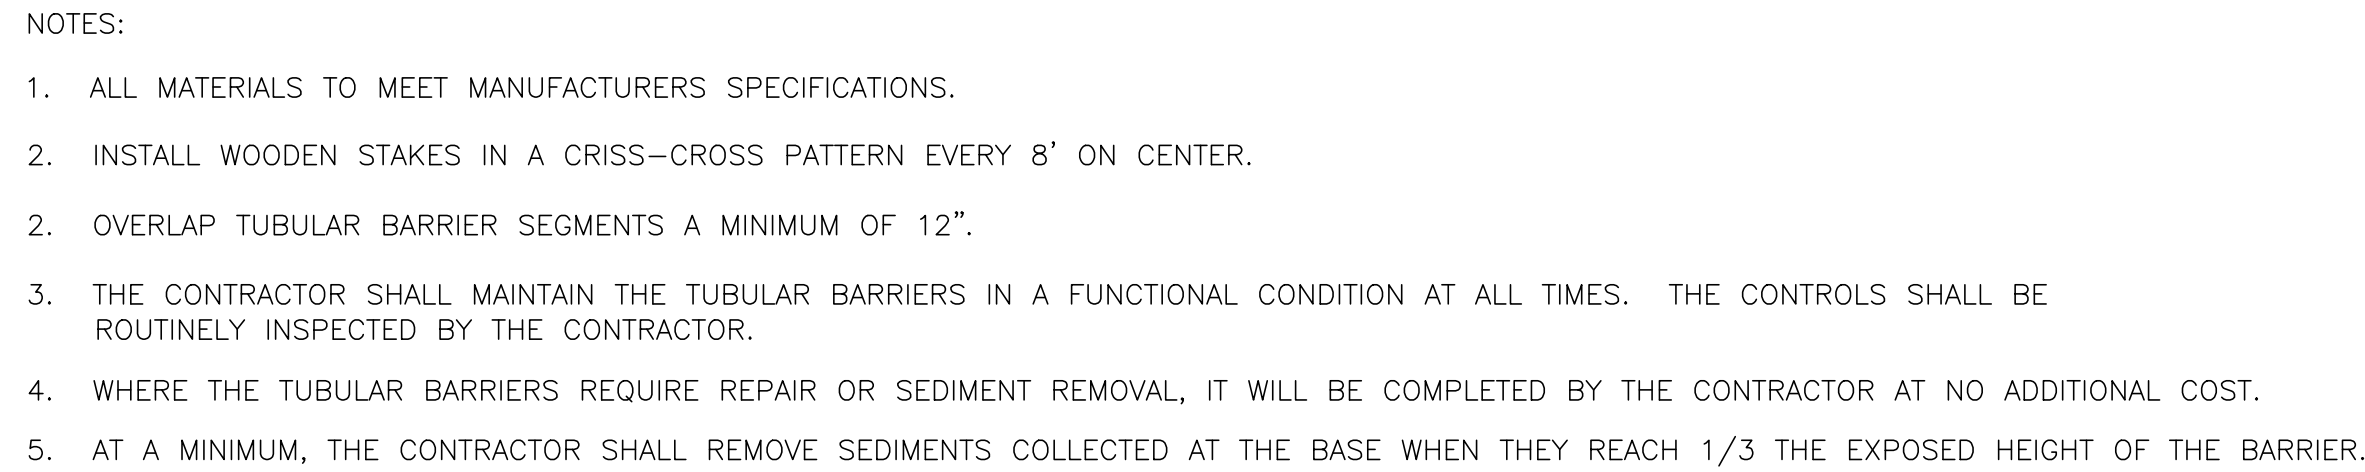 NOTES:
1. ALL MATERIALS TO MEET MANUFACTURERS SPECIFICATIONS.
2. INSTALL WOODEN STAKES IN A CRISS–CROSS PATTERN EVERY 8’ ON CENTER.
2. OVERLAP TUBULAR BARRIER SEGMENTS A MINIMUM OF 12”.
3. THE CONTRACTOR SHALL MAINTAIN THE TUBULAR BARRIERS IN A FUNCTIONAL CONDITION AT ALL TIMES. THE CONTROLS SHALL BE
ROUTINELY INSPECTED BY THE CONTRACTOR.
4. WHERE THE TUBULAR BARRIERS REQUIRE REPAIR OR SEDIMENT REMOVAL, IT WILL BE COMPLETED BY THE CONTRACTOR AT NO ADDITIONAL COST.
5. AT A MINIMUM, THE CONTRACTOR SHALL REMOVE SEDIMENTS COLLECTED AT THE BASE WHEN THEY REACH 1/3 THE EXPOSED HEIGHT OF THE BARRIER.